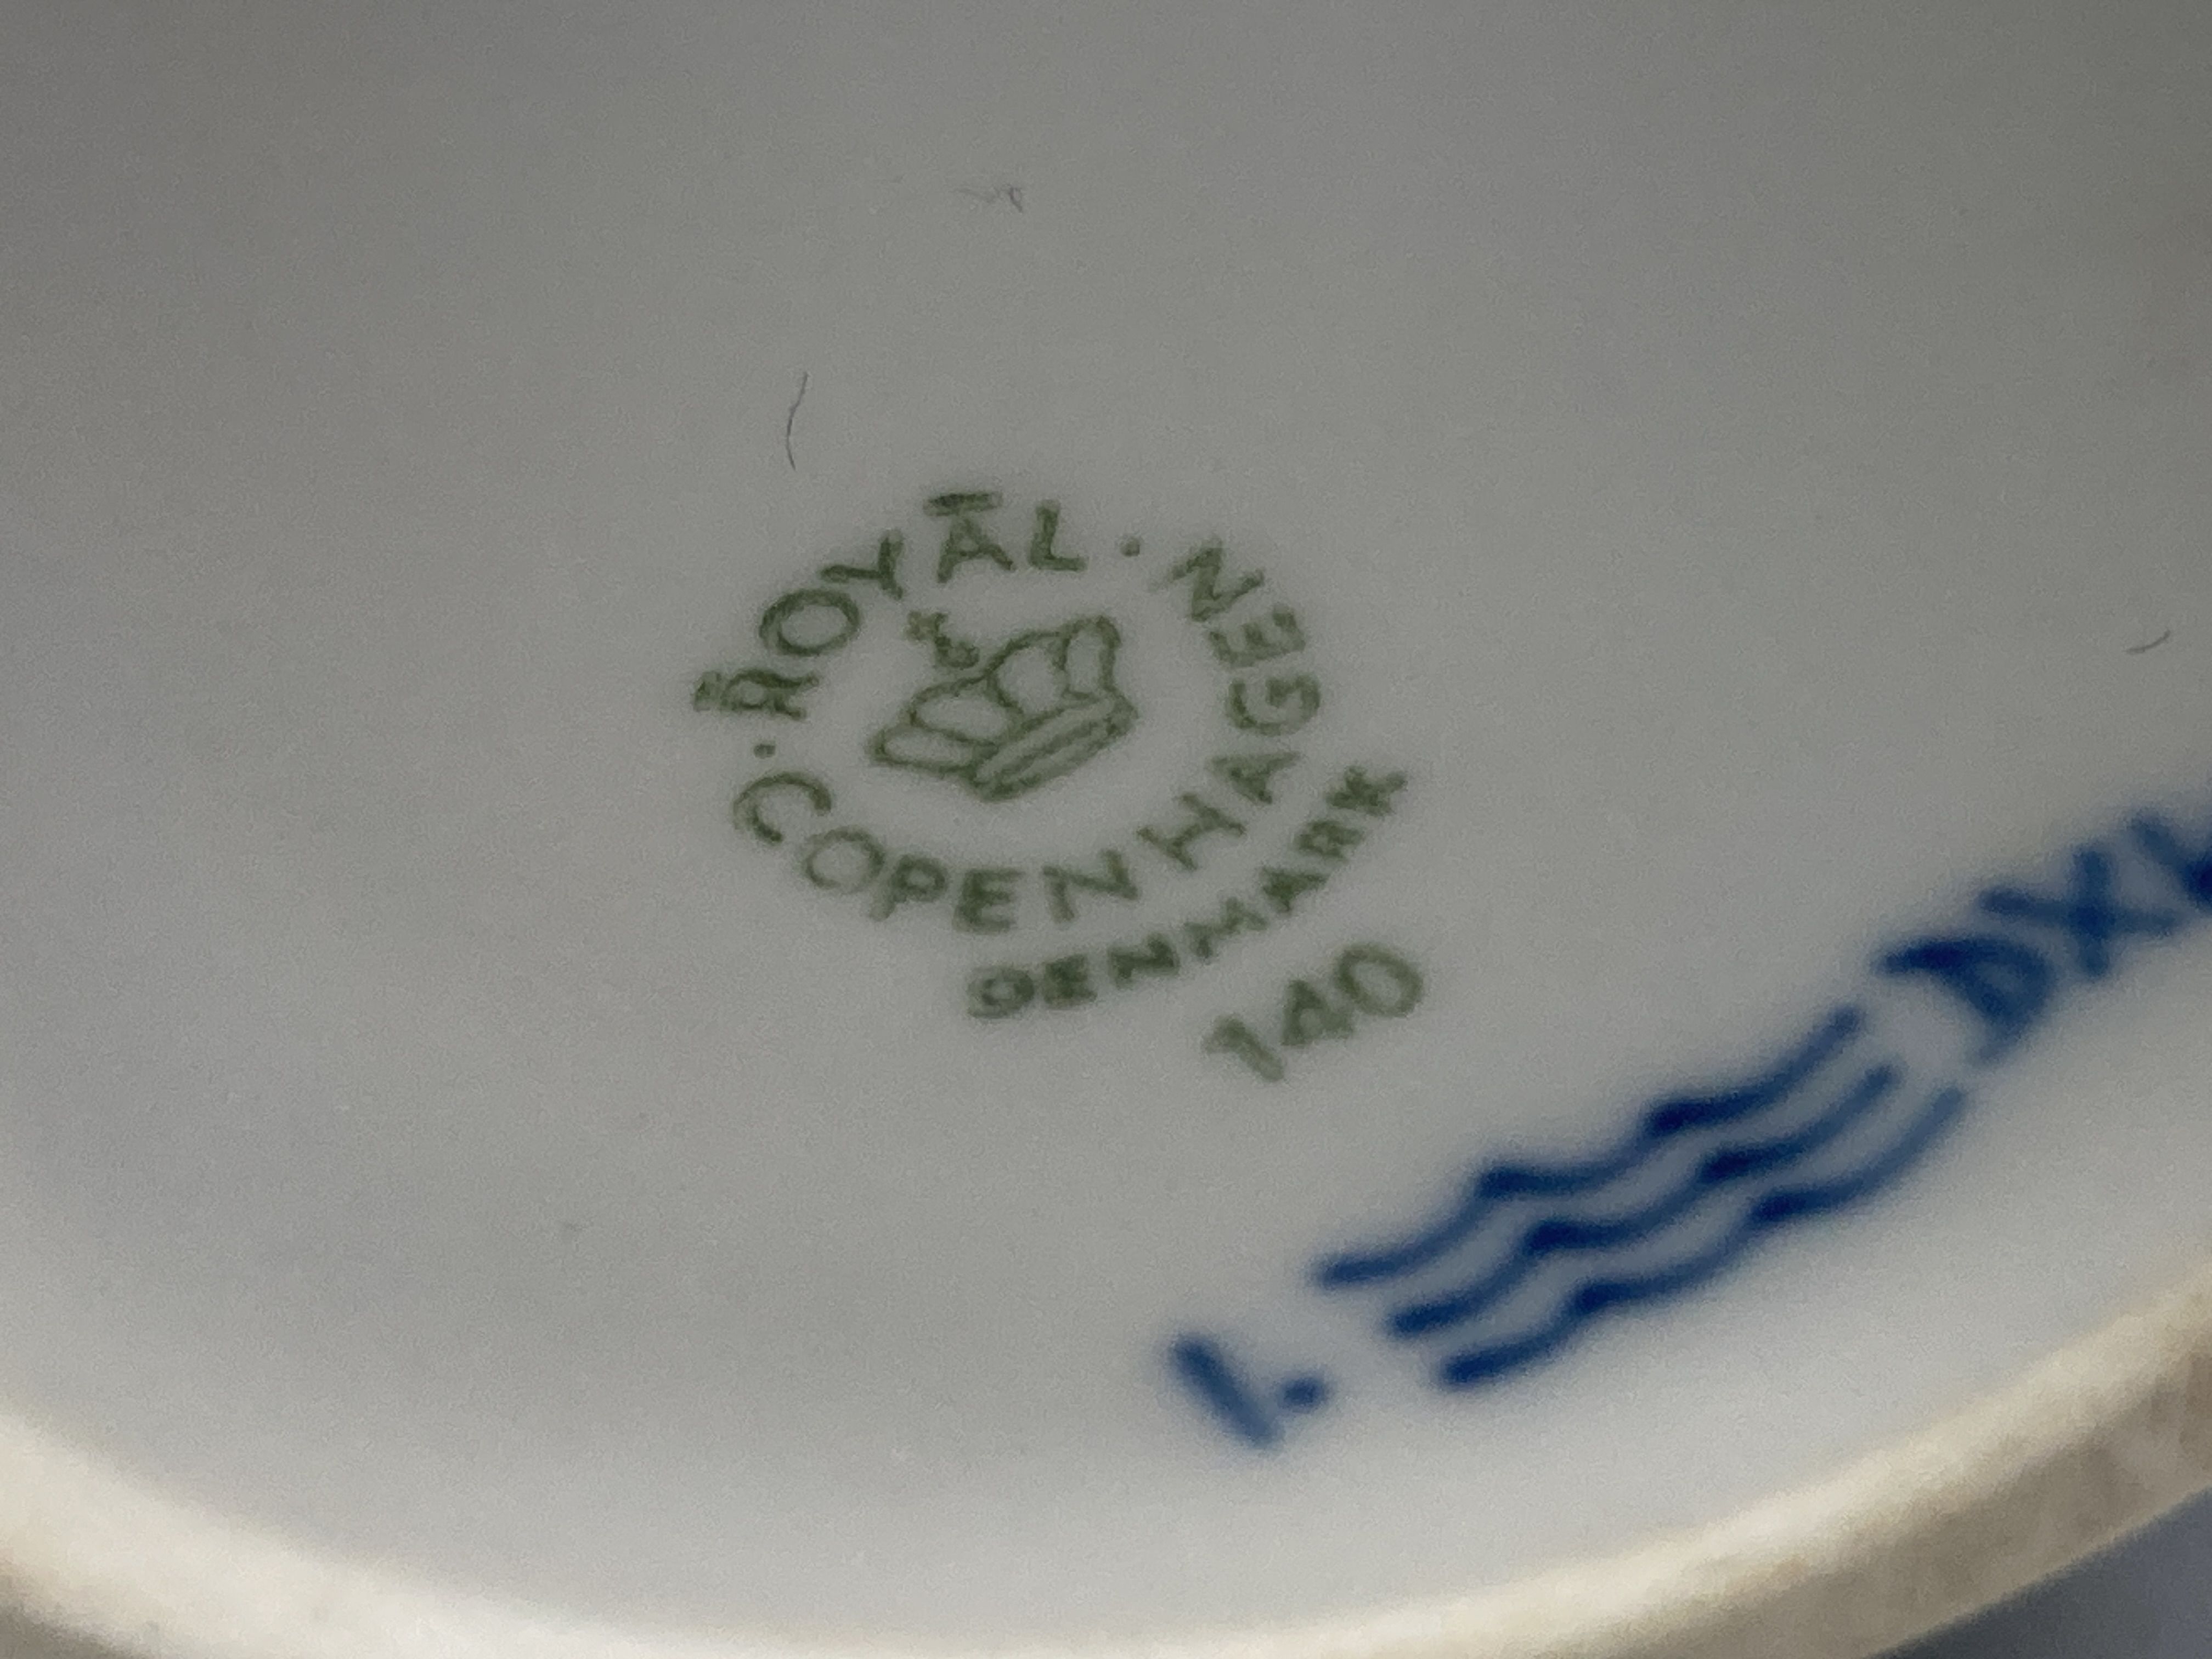 ROYAL · COPENHAGEN ·
DENMARK
140
1.